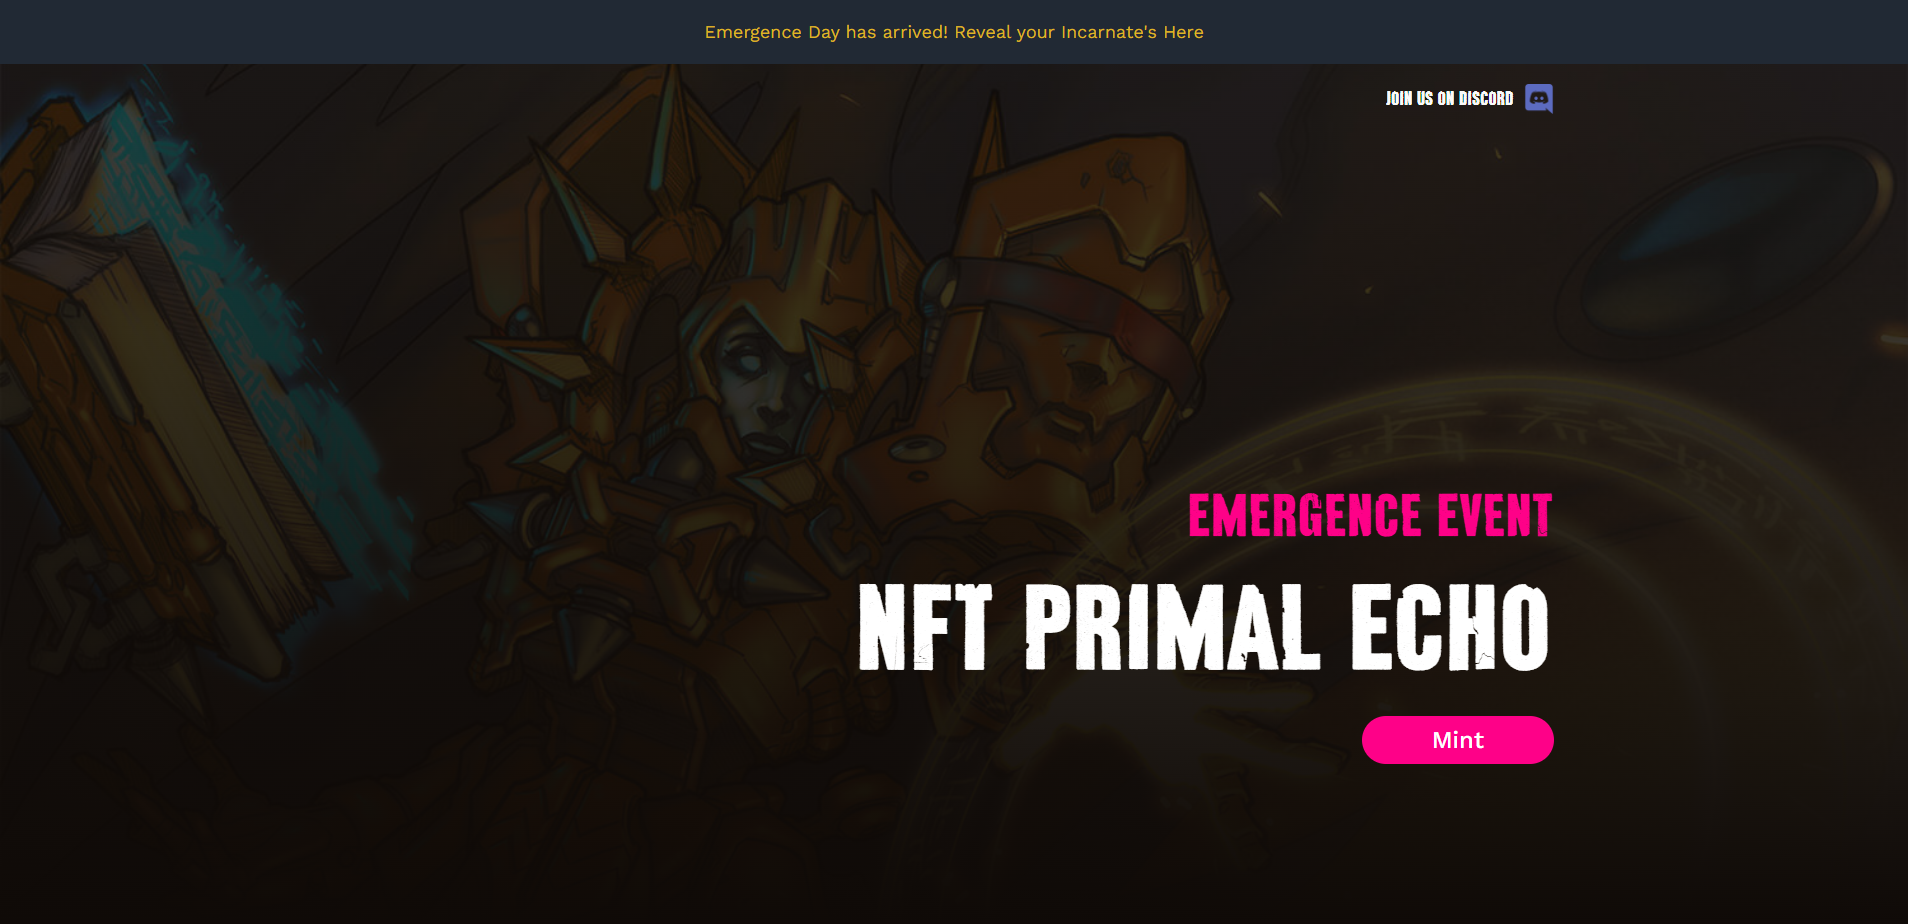 Emergence Day has arrived! Reveal your Incarnate's Here
JOIN US ON DISCORD
EMERGENCE EVENT
NFT PRIMAL ECHO
Mint